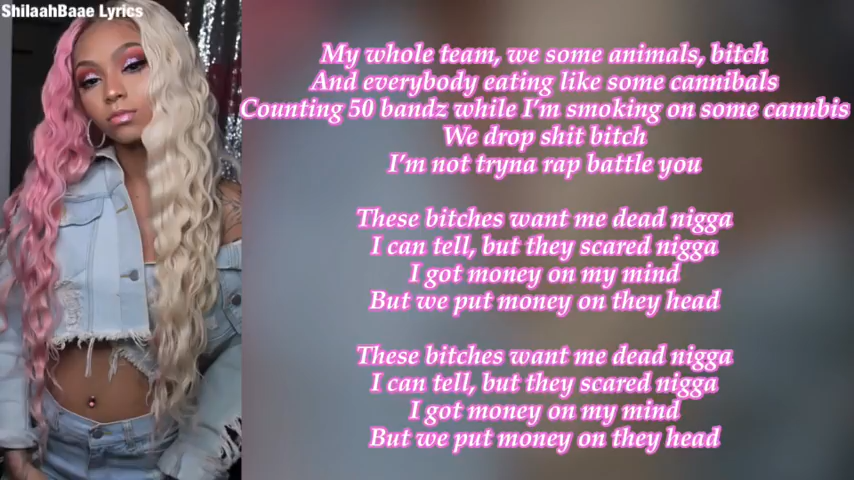 ShilaahBaae Lyrics
My whole team, we some animals, bitch
And everybody eating like some cannibals
Counting 50 bandz while I'm smoking on some cannbis
We drop shit bitch
I'm not tryna rap battle you
These bitches want me dead nigga
I can tell, but they scared nigga
I got money on my mind
But we put money on they head
These bitches want me dead nigga
I can tell, but they scared nigga
I got money on my mind
But we put money on they head